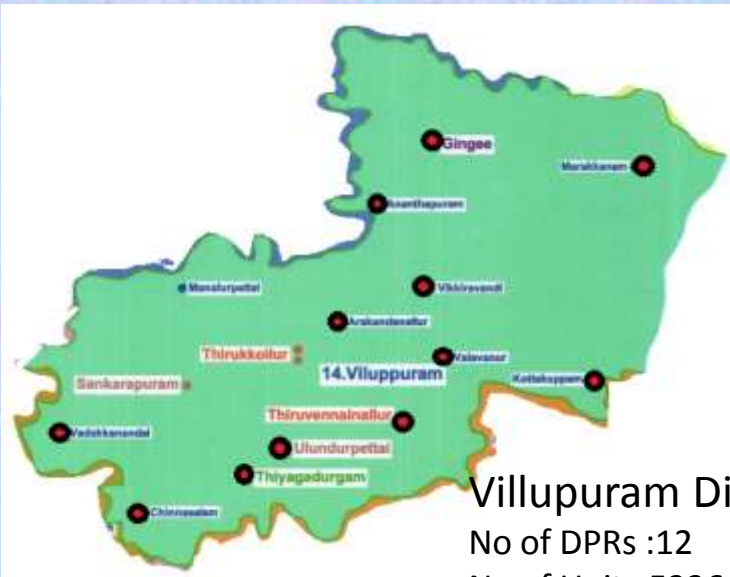 Gingee
Marakkanam
Ananthapuram
Manalurpettai
Vikkiravandi
Arakandanallur
Thirukkoilur
Valavanur
14.Viluppuram
Sankarapuram
Kottakuppam
Thiruvennainallur
Vadakkanandal
Ulundurpettai
Thiyagadurgam
Chinnasalam
Villupuram Di
No of DPRs :12